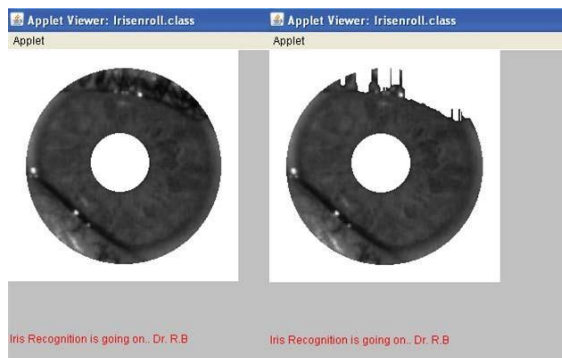 Applet Viewer: Irisenroll.class
Applet
Iris Recognition is going on.. Dr. R.B
Applet Viewer: Irisenroll.class
Applet
Iris Recognition is going on.. Dr. R.B